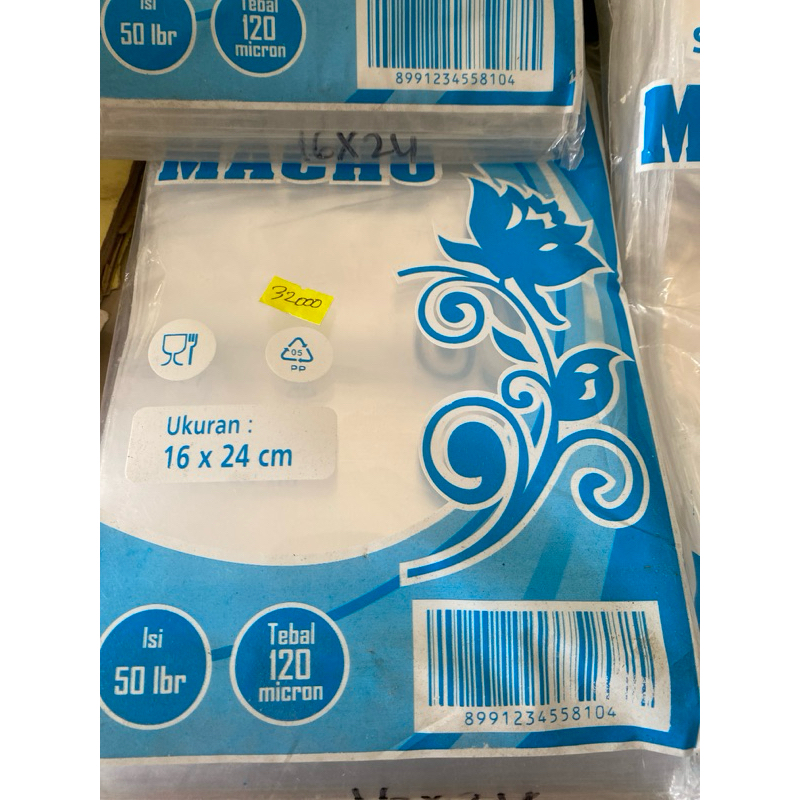 Isi
50 lbr
Tebal
120
micron
8991234558104
16X24
MACHO
32000
05
PP
Ukuran :
16 x 24 cm
Isi
50 lbr
Tebal
120
micron
8991234558104